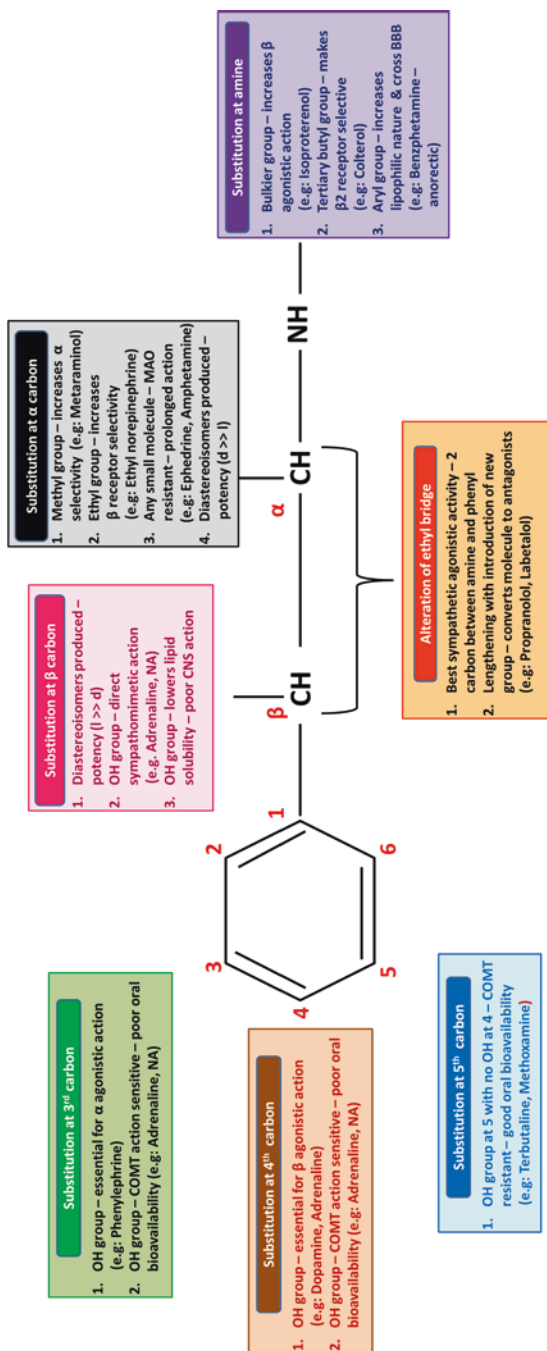 Substitution at 3rd carbon
1. OH group – essential for α agonistic action
(e.g: Phenylephrine)
2. OH group – COMT action sensitive – poor oral
bioavailability (e.g: Adrenaline, NA)
Substitution at β carbon
1. Diastereoisomers produced –
potency (l >> d)
2. OH group – direct
sympathomimetic action
(e.g. Adrenaline, NA)
3. OH group – lowers lipid
solubility – poor CNS action
Substitution at α carbon
1. Methyl group – increases α
selectivity (e.g: Metaraminol)
2. Ethyl group – increases
β receptor selectivity
(e.g: Ethyl norepinephrine)
3. Any small molecule – MAO
resistant – prolonged action
(e.g: Ephedrine, Amphetamine)
4. Diastereoisomers produced –
potency (d >> l)
Substitution at amine
1. Bulkier group – increases β
agonistic action
(e.g: Isoproterenol)
2. Tertiary butyl group – makes
β2 receptor selective
(e.g: Colterol)
3. Aryl group – increases
lipophilic nature & cross BBB
(e.g: Benzphetamine –
anorectic)
Substitution at 4th carbon
1. OH group – essential for β agonistic action
(e.g: Dopamine, Adrenaline)
2. OH group – COMT action sensitive – poor oral
bioavailability (e.g: Adrenaline, NA)
3
2
4
1
5
6
β
CH
α
CH
NH
Substitution at 5th carbon
1. OH group at 5 with no OH at 4 – COMT
resistant – good oral bioavailability
(e.g: Terbutaline, Methoxamine)
Alteration of ethyl bridge
1. Best sympathetic agonistic activity – 2
carbon between amine and phenyl
2. Lengthening with introduction of new
group – converts molecule to antagonists
(e.g: Propranolol, Labetalol)